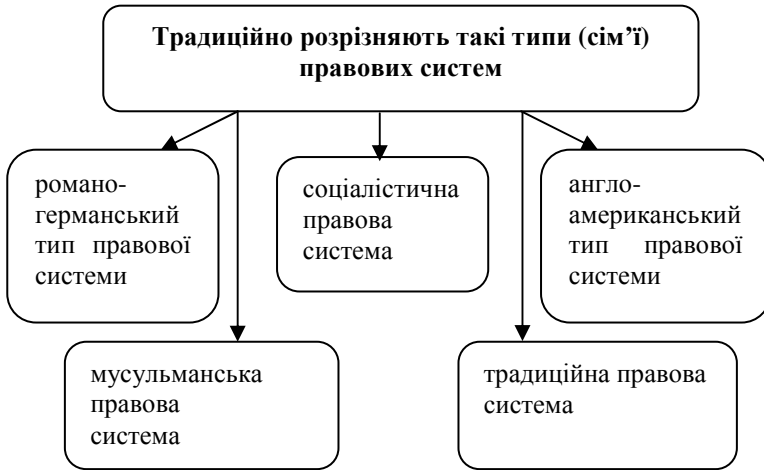 Традиційно розрізняють такі типи (сім’ї)
правових систем
романо-
германський
тип правової
системи
соціалістична
правова
система
англо-
американський
тип правової
системи
мусульманська
правова
система
традиційна правова
система